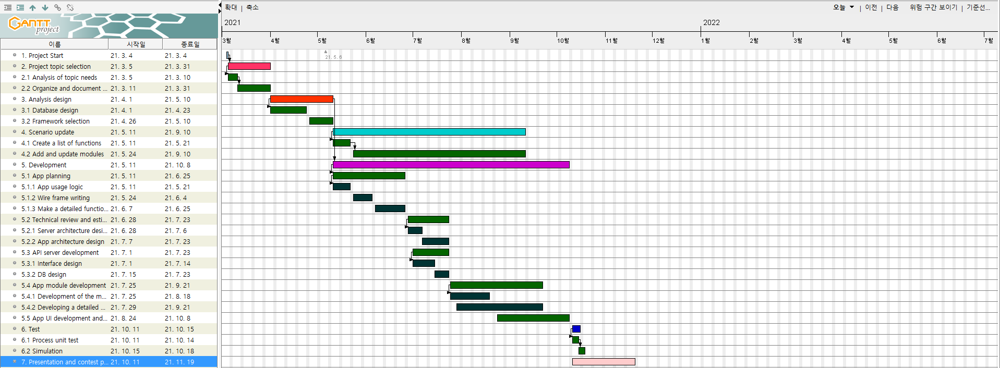 확대 | 축소
오늘 | 이전 | 다음 위험 구간 보이기 | 기준선...
GANTT project
2021 2022
3월 4월 5월 6월 7월 8월 9월 10월 11월 12월 1월 2월 3월 4월 5월 6월 7월
이름 시작일 종료일
1. Project Start 21. 3. 4 21. 3. 4
21. 5. 6
2. Project topic selection 21. 3. 5 21. 3. 31
2.1 Analysis of topic needs 21. 3. 5 21. 3. 10
2.2 Organize and document ... 21. 3. 11 21. 3. 31
3. Analysis design 21. 4. 1 21. 5. 10
3.1 Database design 21. 4. 1 21. 4. 23
3.2 Framework selection 21. 4. 26 21. 5. 10
4. Scenario update 21. 5. 11 21. 9. 10
4.1 Create a list of functions 21. 5. 11 21. 5. 21
4.2 Add and update modules 21. 5. 24 21. 9. 10
5. Development 21. 5. 11 21. 10. 8
5.1 App planning 21. 5. 11 21. 6. 25
5.1.1 App usage logic 21. 5. 11 21. 5. 21
5.1.2 Wire frame writing 21. 5. 24 21. 6. 4
5.1.3 Make a detailed functio... 21. 6. 7 21. 6. 25
5.2 Technical review and esti... 21. 6. 28 21. 7. 23
5.2.1 Server architecture desi... 21. 6. 28 21. 7. 6
5.2.2 App architecture design 21. 7. 7 21. 7. 23
5.3 API server development 21. 7. 1 21. 7. 23
5.3.1 Interface design 21. 7. 1 21. 7. 14
5.3.2 DB design 21. 7. 15 21. 7. 23
5.4 App module development 21. 7. 25 21. 9. 21
5.4.1 Development of the m... 21. 7. 25 21. 8. 18
5.4.2 Developing a detailed ... 21. 7. 29 21. 9. 21
5.5 App UI development and... 21. 8. 24 21. 10. 8
6. Test 21. 10. 11 21. 10. 15
6.1 Process unit test 21. 10. 11 21. 10. 14
6.2 Simulation 21. 10. 15 21. 10. 18
7. Presentation and contest p... 21. 10. 11 21. 11. 19